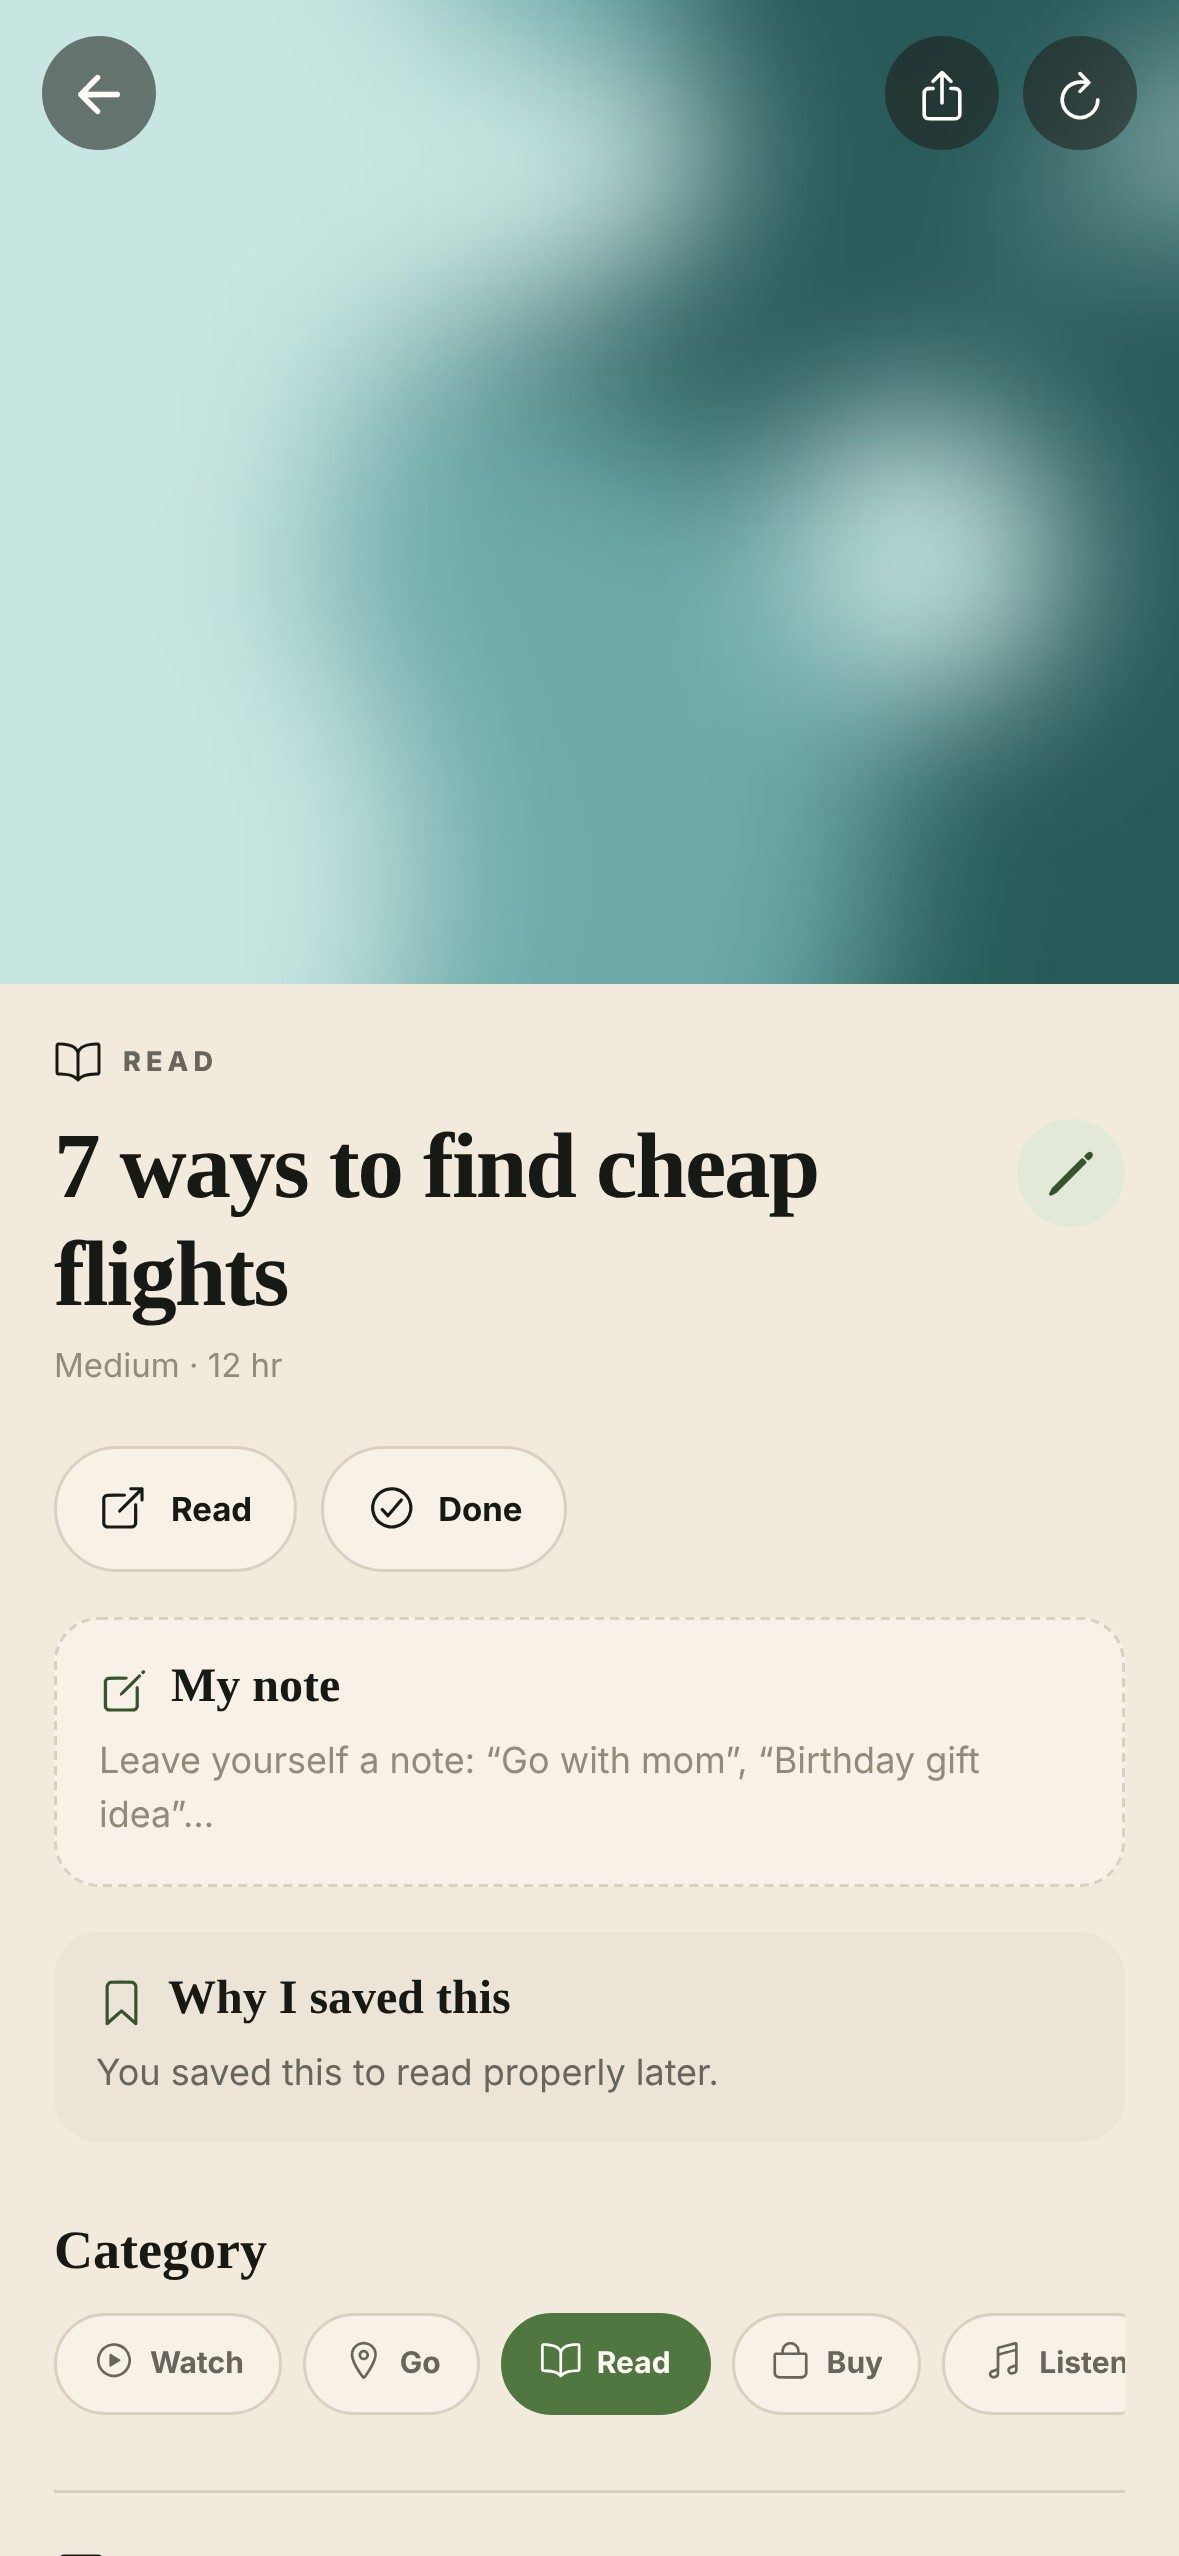 READ
7 ways to find cheap
flights
Medium · 12 hr
Read
Done
My note
Leave yourself a note: “Go with mom”, “Birthday gift
idea”...
Why I saved this
You saved this to read properly later.
Category
Watch
Go
Read
Buy
Listen